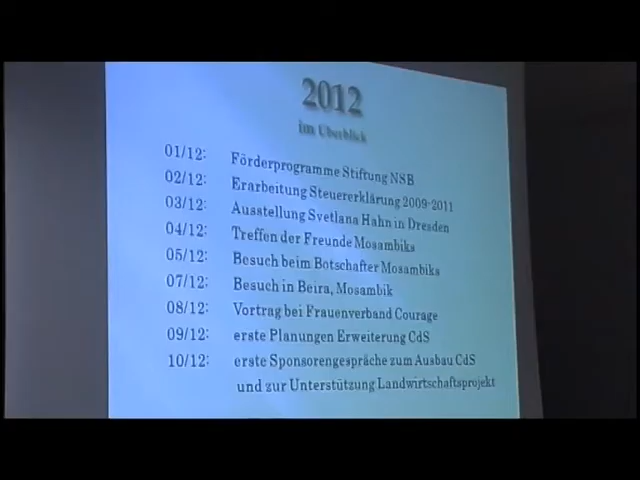 2012
im Überblick
01/12: Förderprogramme Stiftung NSB
02/12: Erarbeitung Steuererklärung 2009-2011
03/12: Ausstellung Svetlana Hahn in Dresden
04/12: Treffen der Freunde Mosambiks
05/12: Besuch beim Botschafter Mosambiks
07/12: Besuch in Beira, Mosambik
08/12: Vortrag bei Frauenverband Courage
09/12: erste Planungen Erweiterung CdS
10/12: erste Sponsorengespräche zum Ausbau CdS
und zur Unterstützung Landwirtschaftsprojekt